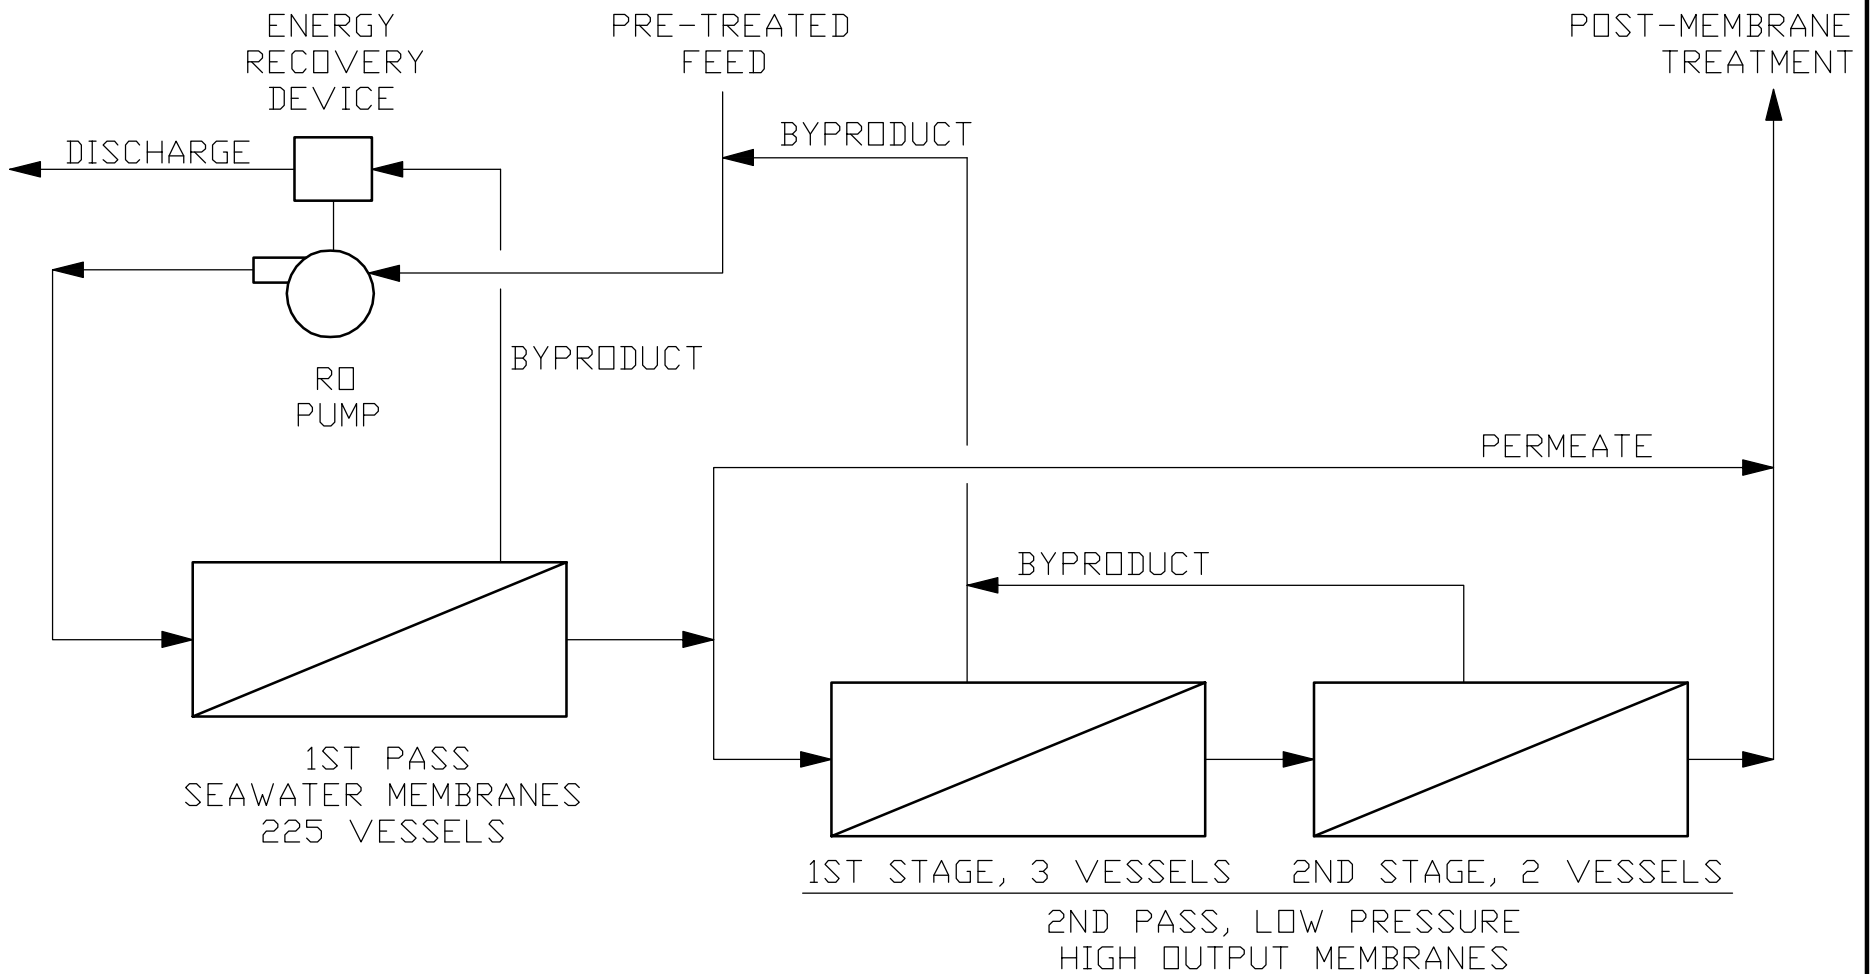 ENERGY
RECOVERY
DEVICE
PRE-TREATED
FEED
POST-MEMBRANE
TREATMENT
DISCHARGE
BYPRODUCT
RO
PUMP
BYPRODUCT
PERMEATE
BYPRODUCT
1ST PASS
SEAWATER MEMBRANES
225 VESSELS
1ST STAGE, 3 VESSELS
2ND STAGE, 2 VESSELS
2ND PASS, LOW PRESSURE
HIGH OUTPUT MEMBRANES